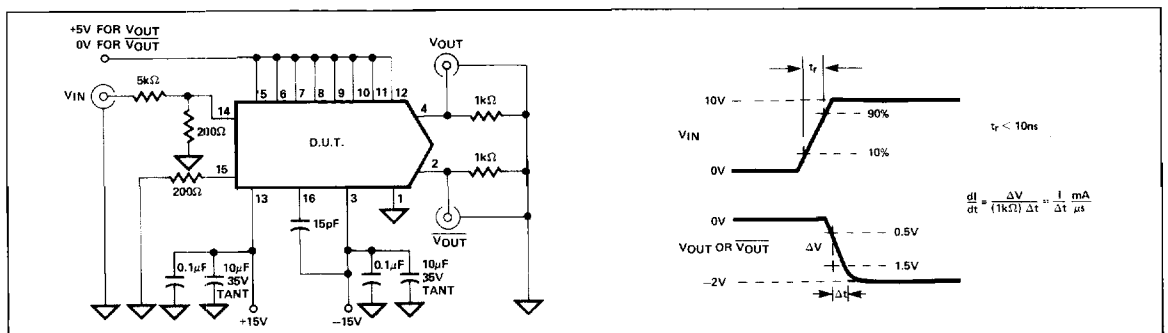 +5V FOR VOUT
0V FOR VOUT
VIN
5kΩ
200Ω
14
5 6 7 8 9 10 11 12
D.U.T.
4
2
VOUT
1kΩ
1kΩ
VOUT
15
200Ω
13
16
3
1
15pF
0.1μF
10μF
35V
TANT
+15V
0.1μF
10μF
35V
TANT
−15V
tr
10V
90%
VIN
10%
0V
tr < 10ns
0V
0.5V
VOUT OR VOUT
ΔV
1.5V
−2V
Δt
dI/dt = ΔV/(1kΩ) Δt = I/Δt mA/μs